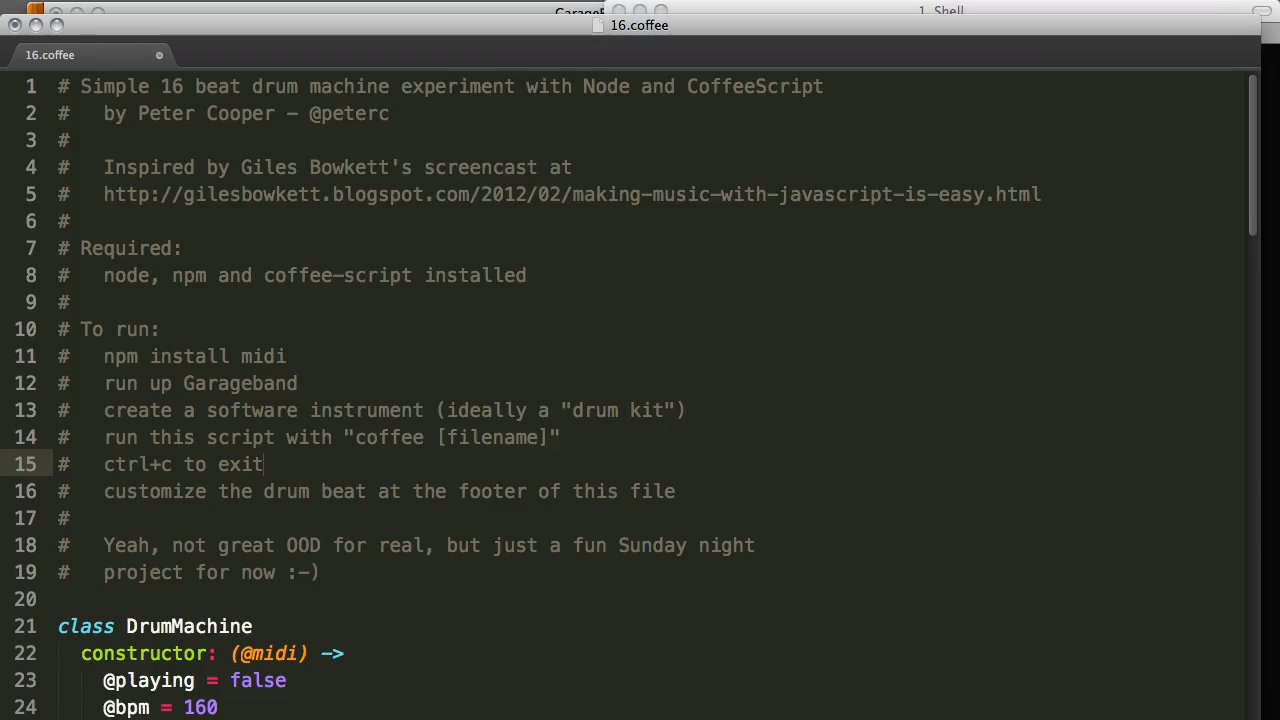 1. Shell
16.coffee
16.coffee
1 # Simple 16 beat drum machine experiment with Node and CoffeeScript
2 #   by Peter Cooper - @peterc
3 #
4 #   Inspired by Giles Bowkett's screencast at
5 #   http://gilesbowkett.blogspot.com/2012/02/making-music-with-javascript-is-easy.html
6 #
7 # Required:
8 #   node, npm and coffee-script installed
9 #
10 # To run:
11 #   npm install midi
12 #   run up Garageband
13 #   create a software instrument (ideally a "drum kit")
14 #   run this script with "coffee [filename]"
15 #   ctrl+c to exit
16 #   customize the drum beat at the footer of this file
17 #
18 #   Yeah, not great OOD for real, but just a fun Sunday night
19 #   project for now :-)
20
21 class DrumMachine
22   constructor: (@midi) ->
23     @playing = false
24     @bpm = 160